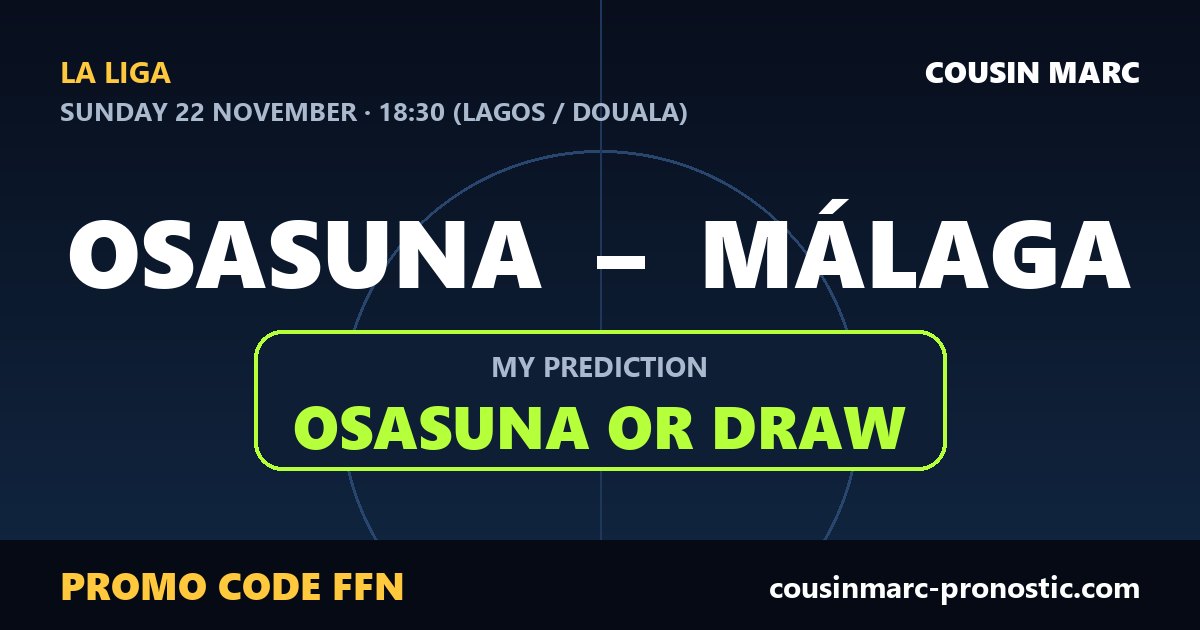 LA LIGA
COUSIN MARC
SUNDAY 22 NOVEMBER · 18:30 (LAGOS / DOUALA)
OSASUNA – MÁLAGA
MY PREDICTION
OSASUNA OR DRAW
PROMO CODE FFN
cousinmarc-pronostic.com